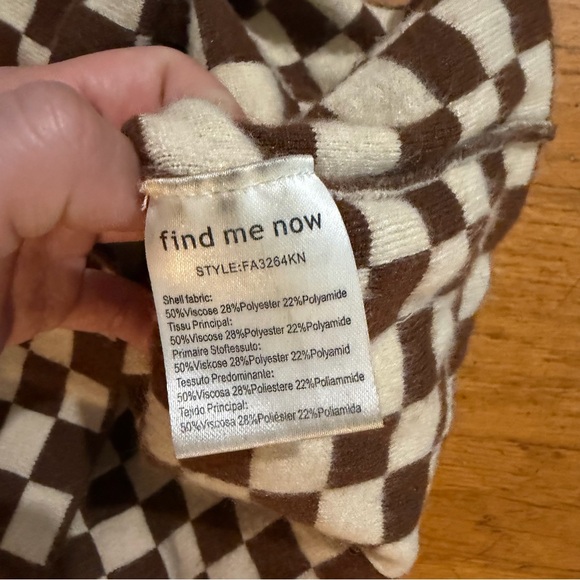 find me now
STYLE:FA3264KN
Shell fabric:
50%Viscose 28%Polyester 22%Polyamide
Tissu Principal:
50%Viscose 28%Polyester 22%Polyamide
Primaire Stoffestuto:
50%Viskose 28%Polyester 22%Polyamid
Tessuto Predominante:
50%Viscosa 28%Poliestere 22%Poliammide
Tejido Principal:
50%Viscosa 28%Poliéster 22%Poliamida